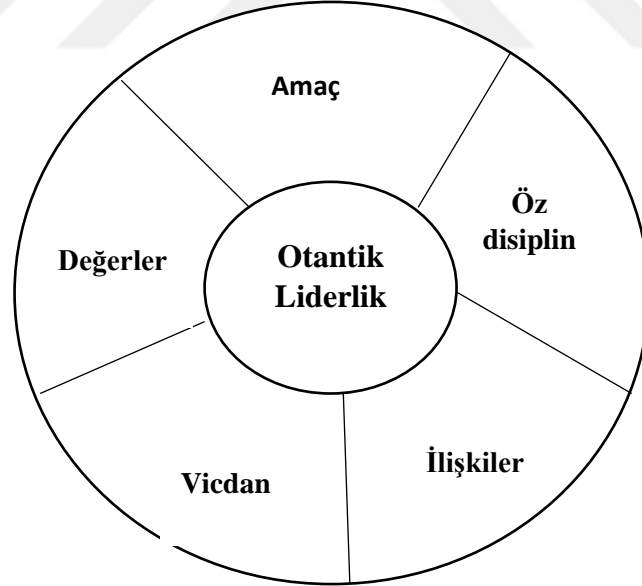 Amaç
Öz
disiplin
Değerler
Otantik
Liderlik
İlişkiler
Vicdan